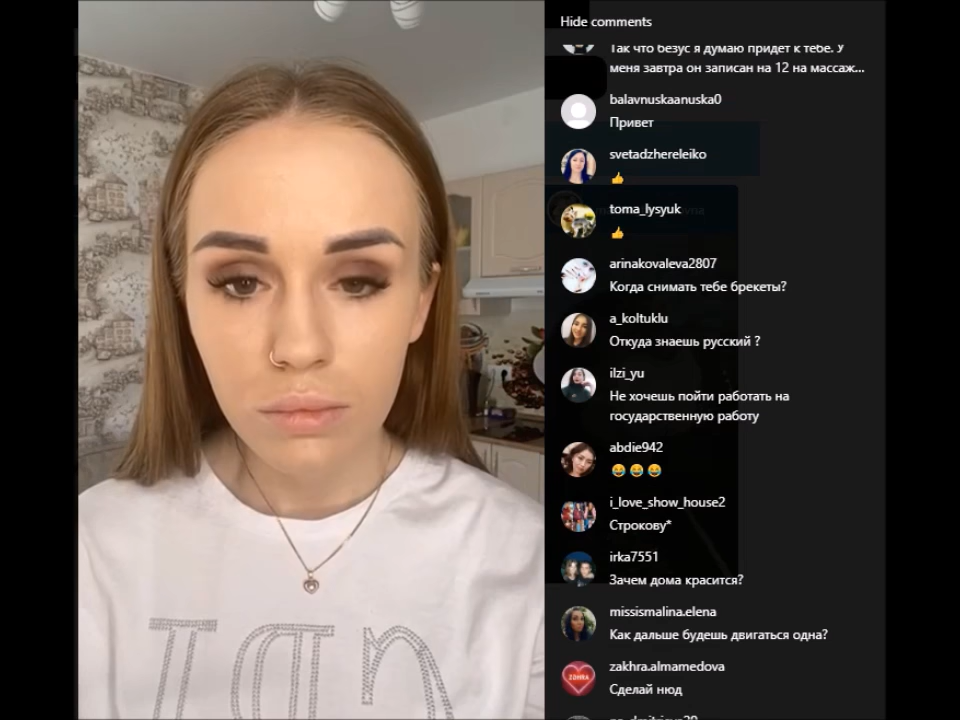 Hide comments
Так что безус я думаю придет к тебе. У
меня завтра он записан на 12 на массаж...
balavnuskaanuska0
Привет
svetadzhereleiko
👍
toma_lysyuk
👍
arinakovaleva2807
Когда снимать тебе брекеты?
a_koltuklu
Откуда знаешь русский ?
ilzi_yu
Не хочешь пойти работать на
государственную работу
abdie942
😂😂😂
i_love_show_house2
Строкову*
irka7551
Зачем дома красится?
missismalina.elena
Как дальше будешь двигаться одна?
zakhra.almamedova
Сделай нюд